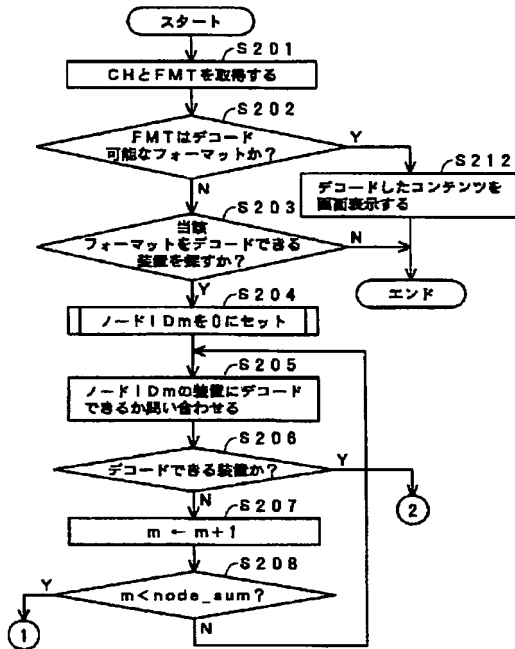 スタート
S201
CHとFMTを取得する
S202
FMTはデコード
可能なフォーマットか?
Y
N
S212
デコードしたコンテンツを
画面表示する
S203
当該
フォーマットをデコードできる
装置を探すか?
N
Y
エンド
S204
ノードIDmを0にセット
S205
ノードIDmの装置にデコード
できるか問い合わせる
S206
デコードできる装置か?
Y
N
2
S207
m ← m+1
S208
m<node_sum?
Y
N
1